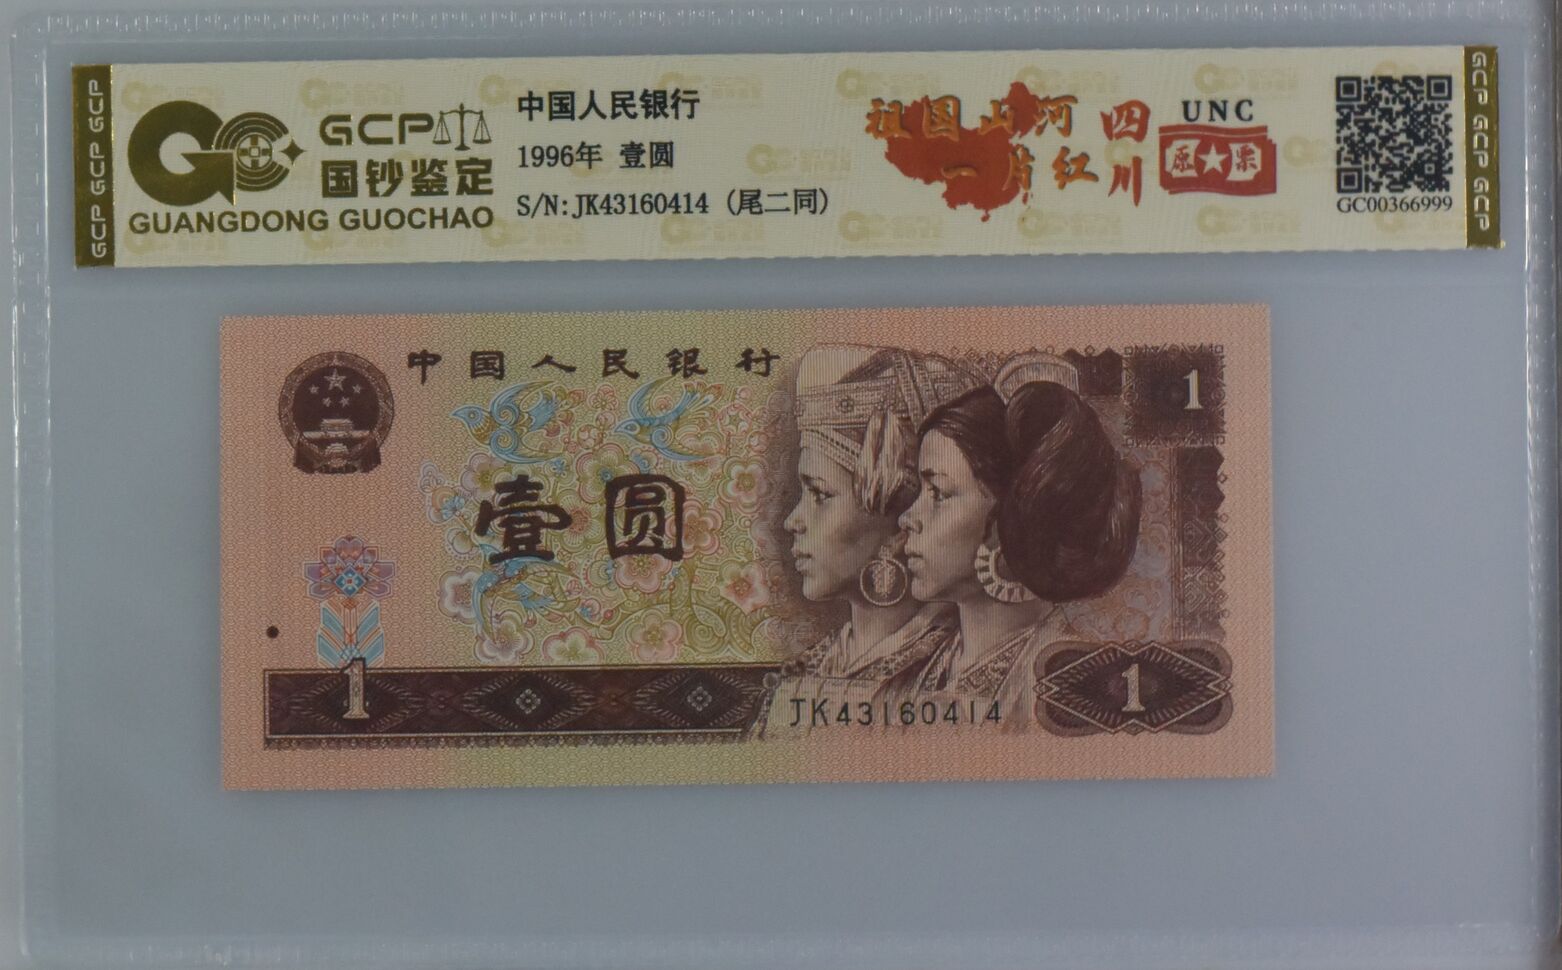 GCP GCP GCP
GCP
国钞鉴定
GUANGDONG GUOCHAO
中国人民银行
1996年 壹圆
S/N:JK43160414 (尾二同)
祖国山河
一片红
四川
UNC
原票
GC00366999
GCP GCP GCP
中国人民银行
1
壹圆
1
1
JK43160414